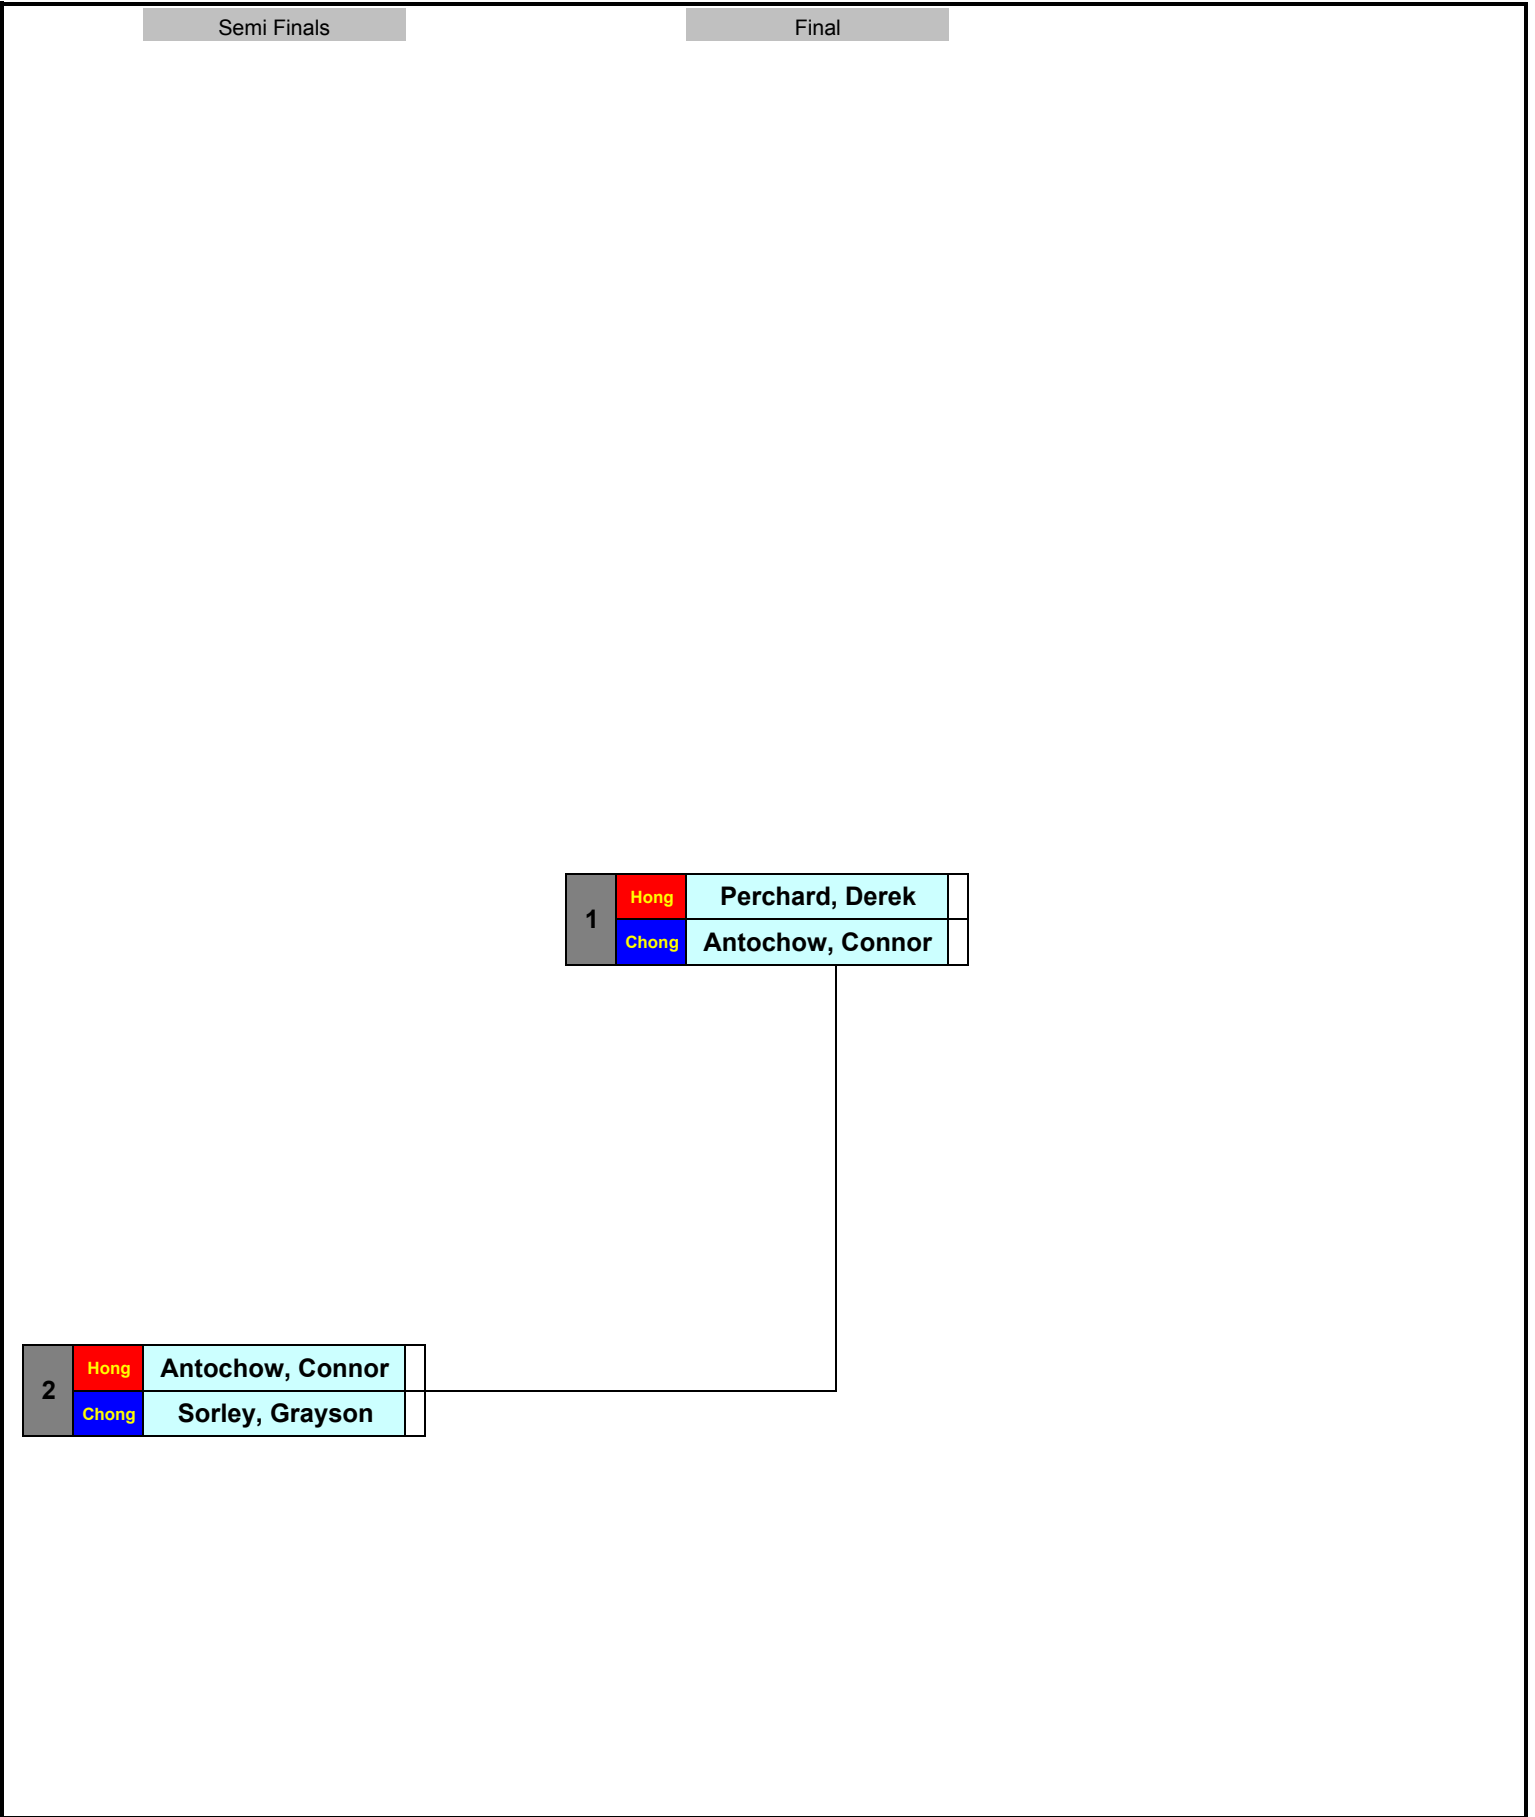 Semi Finals Final
1 Hong Perchard, Derek
Chong Antochow, Connor
2 Hong Antochow, Connor
Chong Sorley, Grayson